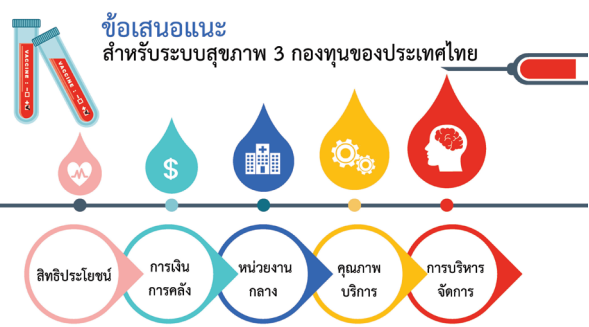 ข้อเสนอแนะ
สำหรับระบบสุขภาพ 3 กองทุนของประเทศไทย
VACCINE :
VACCINE :
$
สิทธิประโยชน์
การเงิน
การคลัง
หน่วยงาน
กลาง
คุณภาพ
บริการ
การบริหาร
จัดการ